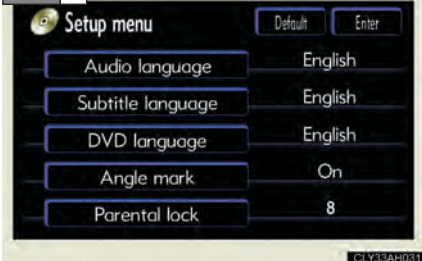 Setup menu Default Enter
Audio language English
Subtitle language English
DVD language English
Angle mark On
Parental lock 8
CLY33AH031